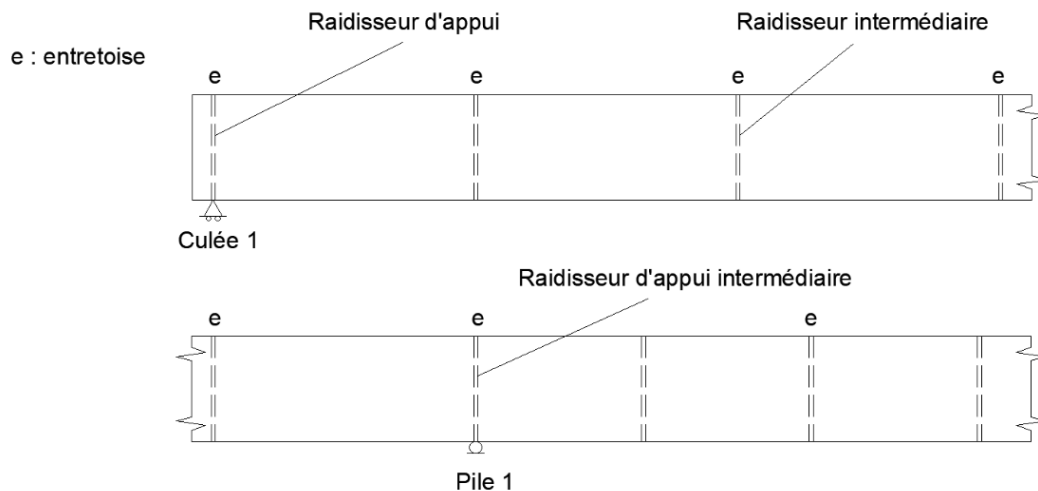 Raidisseur d'appui
Raidisseur intermédiaire
e : entretoise
e e e e
Culée 1
Raidisseur d'appui intermédiaire
e e e
Pile 1